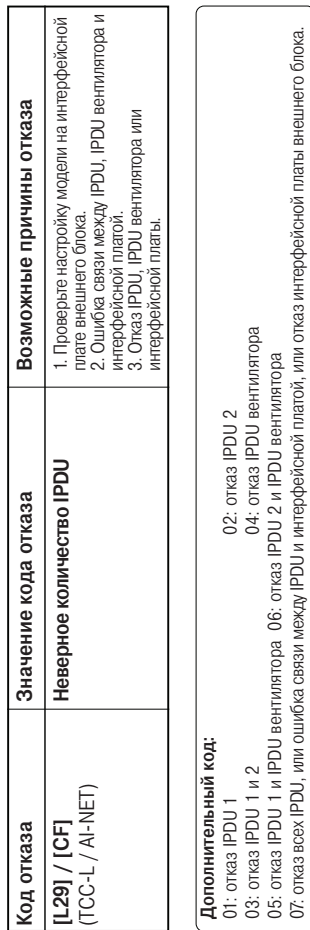 Код отказа
Значение кода отказа
Возможные причины отказа
[L29] / [CF]
(TCC-L / AI-NET)
Неверное количество IPDU
1. Проверьте настройку модели на интерфейсной
плате внешнего блока.
2. Ошибка связи между IPDU, IPDU вентилятора и
интерфейсной платой.
3. Отказ IPDU, IPDU вентилятора или
интерфейсной платы.
Дополнительный код:
01: отказ IPDU 1 02: отказ IPDU 2
03: отказ IPDU 1 и 2 04: отказ IPDU вентилятора
05: отказ IPDU 1 и IPDU вентилятора 06: отказ IPDU 2 и IPDU вентилятора
07: отказ всех IPDU, или ошибка связи между IPDU и интерфейсной платой, или отказ интерфейсной платы внешнего блока.